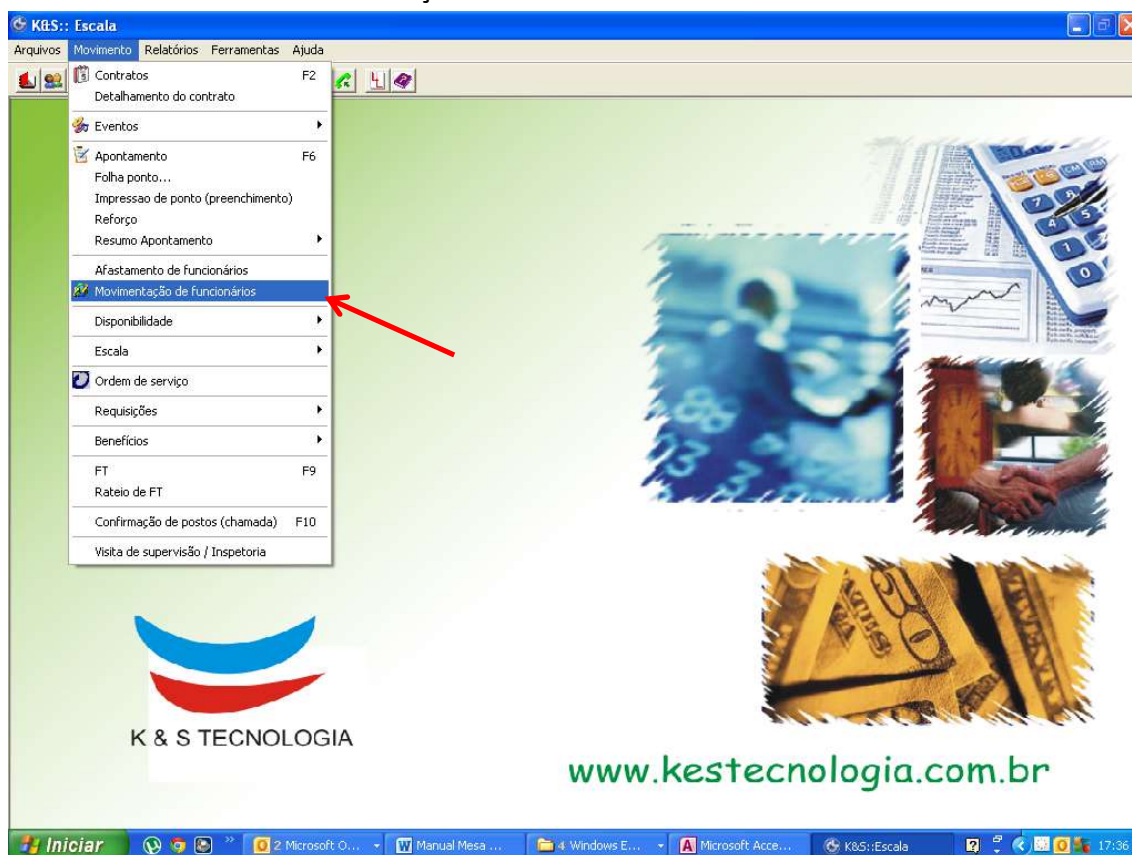 K&S:: Escala
Arquivos Movimento Relatórios Ferramentas Ajuda
Contratos F2
Detalhamento do contrato
Eventos
Apontamento F6
Folha ponto...
Impressao de ponto (preenchimento)
Reforço
Resumo Apontamento
Afastamento de funcionários
Movimentação de funcionários
Disponibilidade
Escala
Ordem de serviço
Requisições
Benefícios
FT F9
Rateio de FT
Confirmação de postos (chamada) F10
Visita de supervisão / Inspetoria
K & S TECNOLOGIA
www.kestecnologia.com.br
Iniciar 2 Microsoft O... Manual Mesa ... 4 Windows E... Microsoft Acce... K&S::Escala 17:36